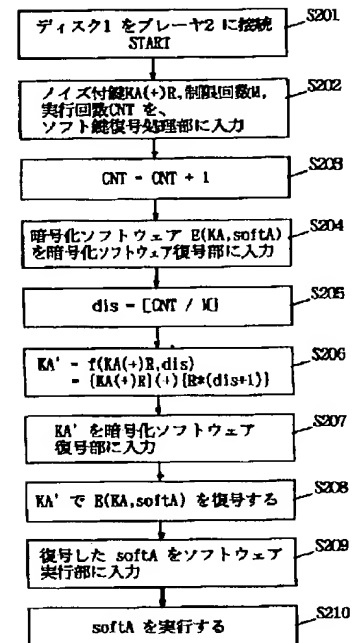 ディスク1 をプレーヤ2 に接続
START
S201
ノイズ付鍵KA(+)R,制限回数M,
実行回数CNT を、
ソフト鍵復号処理部に入力
S202
CNT = CNT + 1
S203
暗号化ソフトウェア E(KA,softA)
を暗号化ソフトウェア復号部に入力
S204
dis = [CNT / M]
S205
KA' = f(KA(+)R,dis)
= {KA(+)R}(+){R*(dis+1)}
S206
KA' を暗号化ソフトウェア
復号部に入力
S207
KA' で E(KA,softA) を復号する
S208
復号した softA をソフトウェア
実行部に入力
S209
softA を実行する
S210